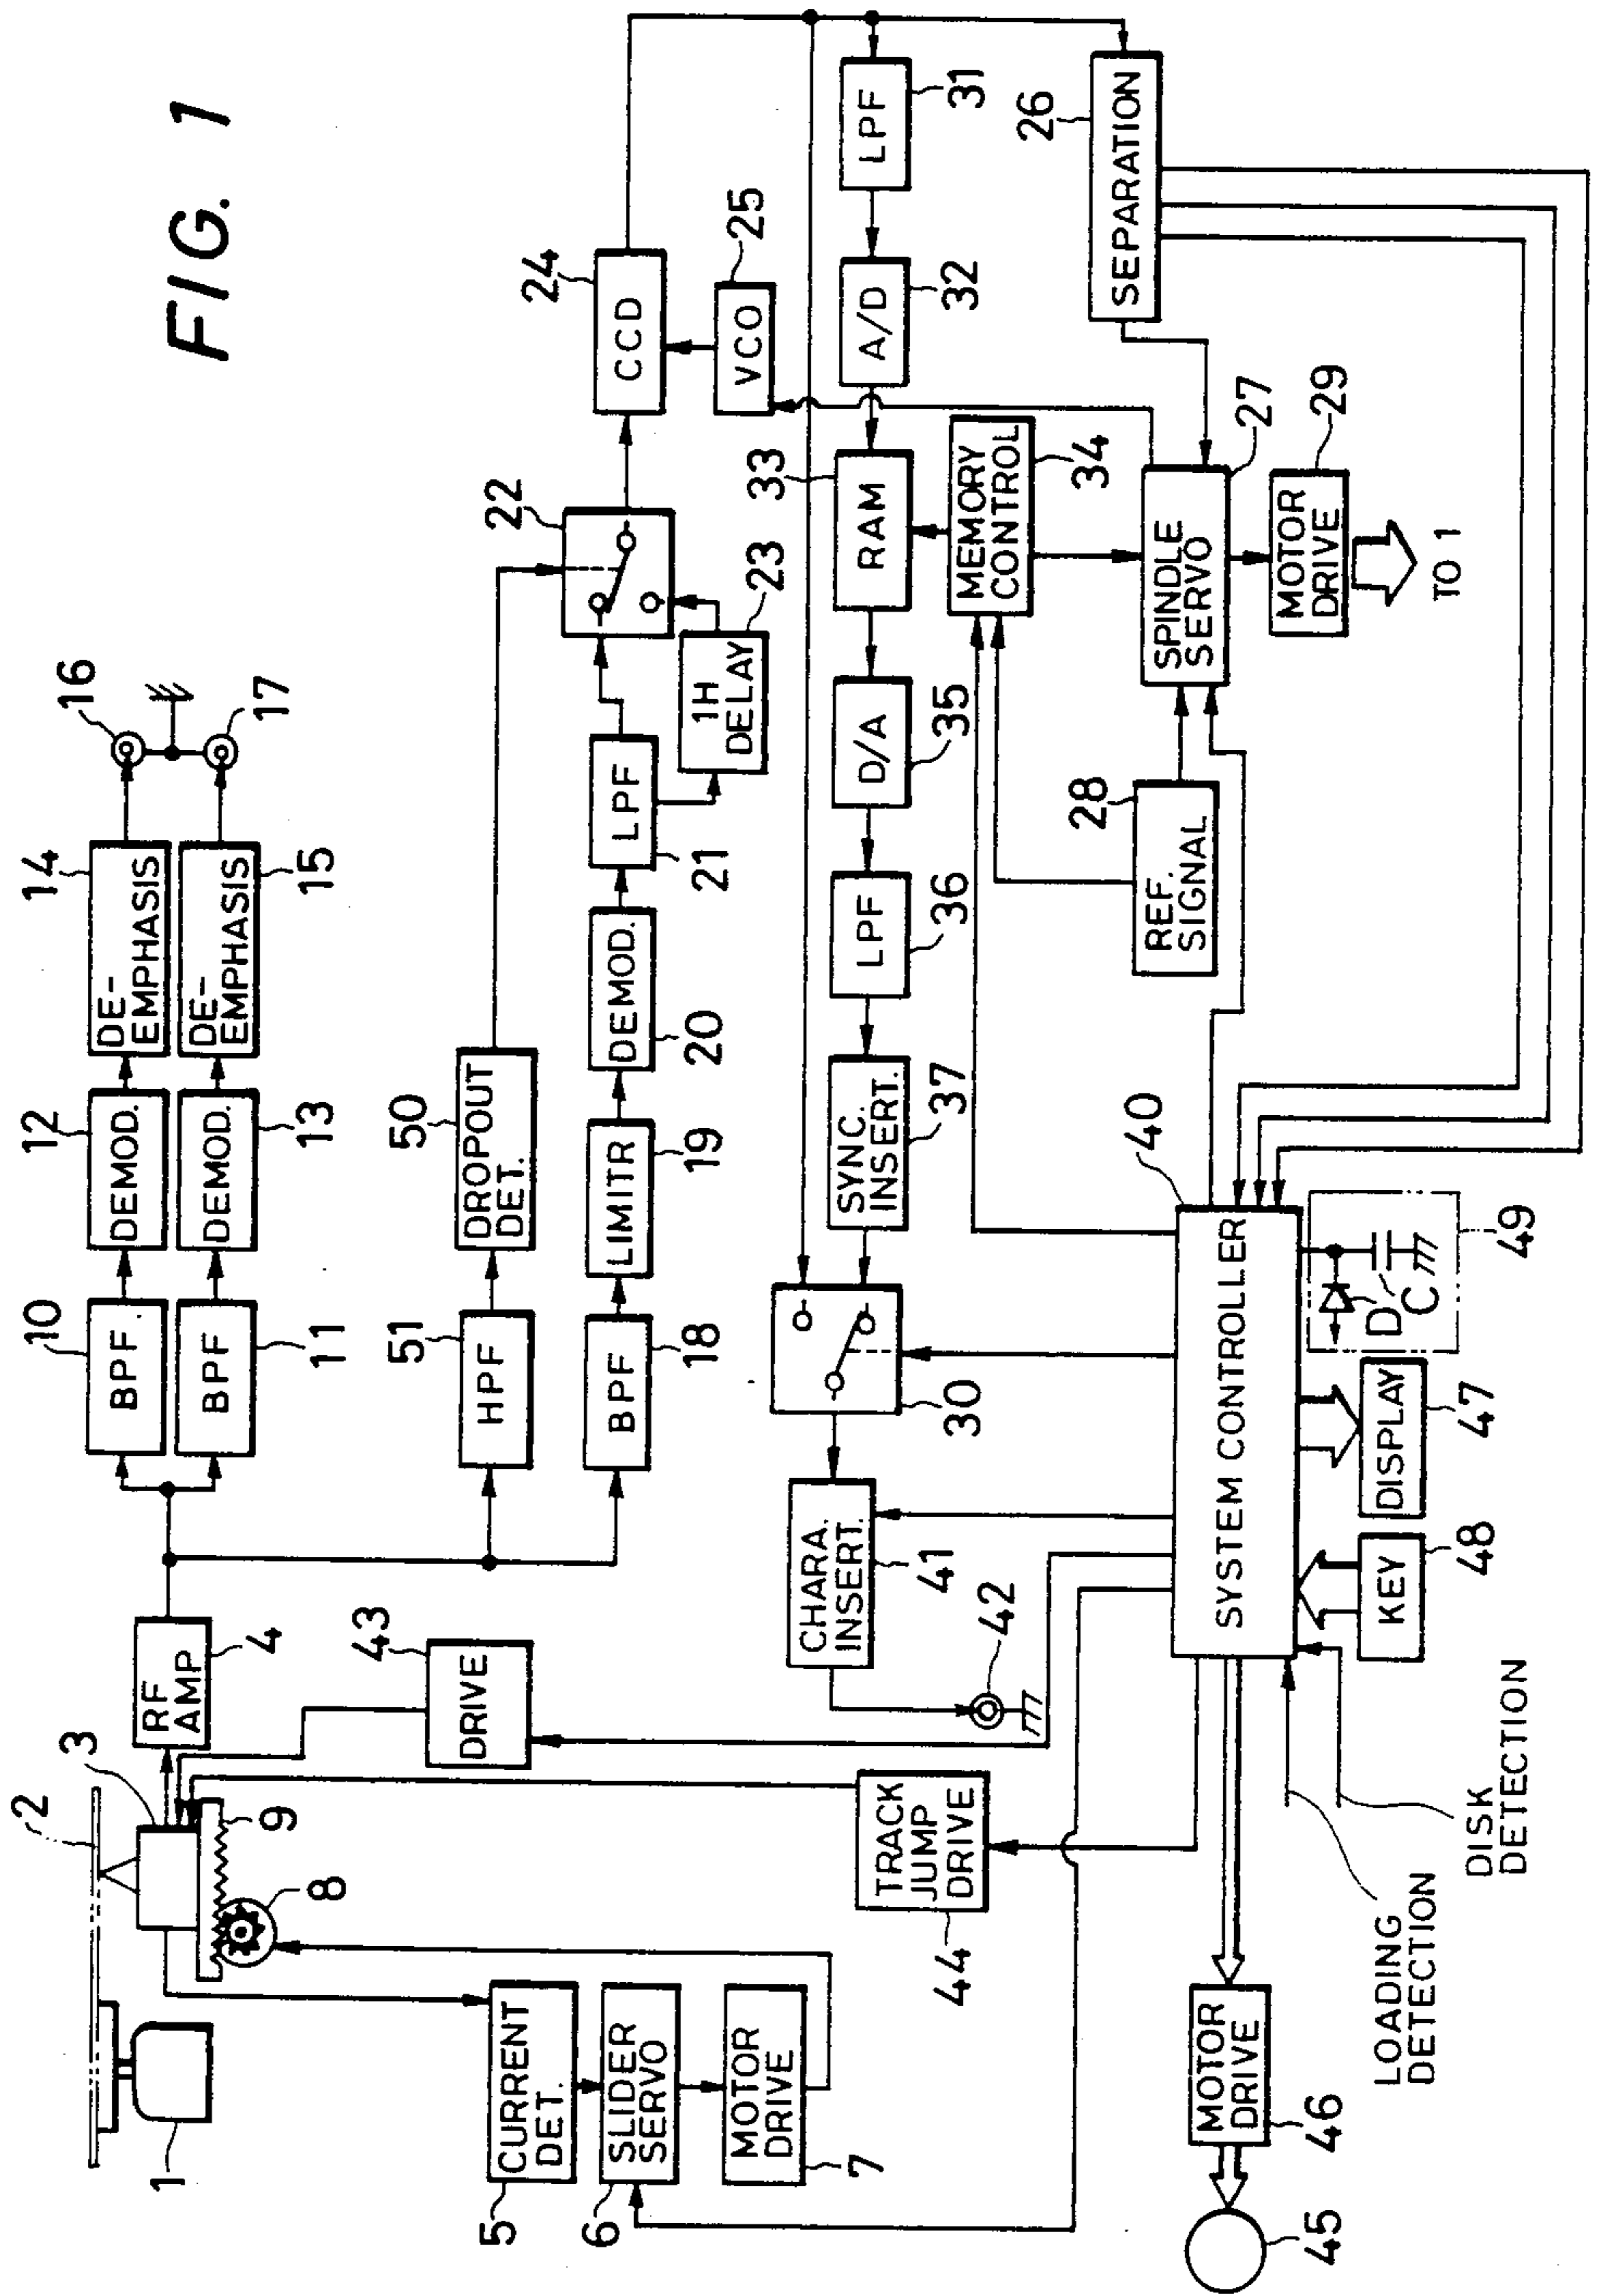 FIG. 1
2
3
1
9
8
RF
AMP
4
10
BPF
BPF
11
12
DEMOD.
DEMOD.
13
14
DE-
EMPHASIS
DE-
EMPHASIS
15
16
17
43
DRIVE
51
HPF
50
DROPOUT
DET.
BPF
18
LIMITR
19
DEMOD.
20
LPF
21
22
1H
DELAY
23
24
CCD
VCO
25
5
CURRENT
DET.
6
SLIDER
SERVO
MOTOR
DRIVE
7
TRACK
JUMP
DRIVE
44
CHARA.
INSERT.
41
42
30
SYNC.
INSERT.
37
LPF
36
D/A
35
33
RAM
A/D
32
LPF
31
MEMORY
CONTROL
34
26
SEPARATION
28
REF.
SIGNAL
SPINDLE
SERVO
27
MOTOR
DRIVE
29
TO 1
40
SYSTEM CONTROLLER
D
C
49
KEY
48
DISPLAY
47
45
MOTOR
DRIVE
46
LOADING
DETECTION
DISK
DETECTION